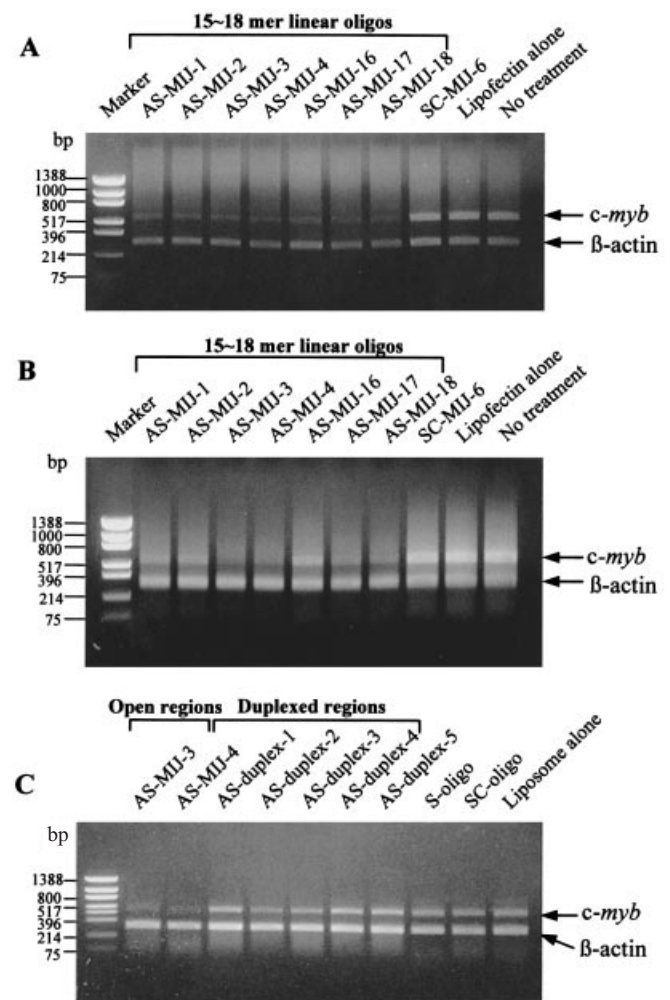 A
15~18 mer linear oligos
Marker
AS-MIJ-1
AS-MIJ-2
AS-MIJ-3
AS-MIJ-4
AS-MIJ-16
AS-MIJ-17
AS-MIJ-18
SC-MIJ-6
Lipofectin alone
No treatment
bp
1388
1000
800
517
396
214
75
c-myb
ß-actin
B
15~18 mer linear oligos
Marker
AS-MIJ-1
AS-MIJ-2
AS-MIJ-3
AS-MIJ-4
AS-MIJ-16
AS-MIJ-17
AS-MIJ-18
SC-MIJ-6
Lipofectin alone
No treatment
bp
1388
1000
800
517
396
214
75
c-myb
ß-actin
C
Open regions
Duplexed regions
AS-MIJ-3
AS-MIJ-4
AS-duplex-1
AS-duplex-2
AS-duplex-3
AS-duplex-4
AS-duplex-5
S-oligo
SC-oligo
Liposome alone
bp
1388
800
517
396
214
75
c-myb
ß-actin